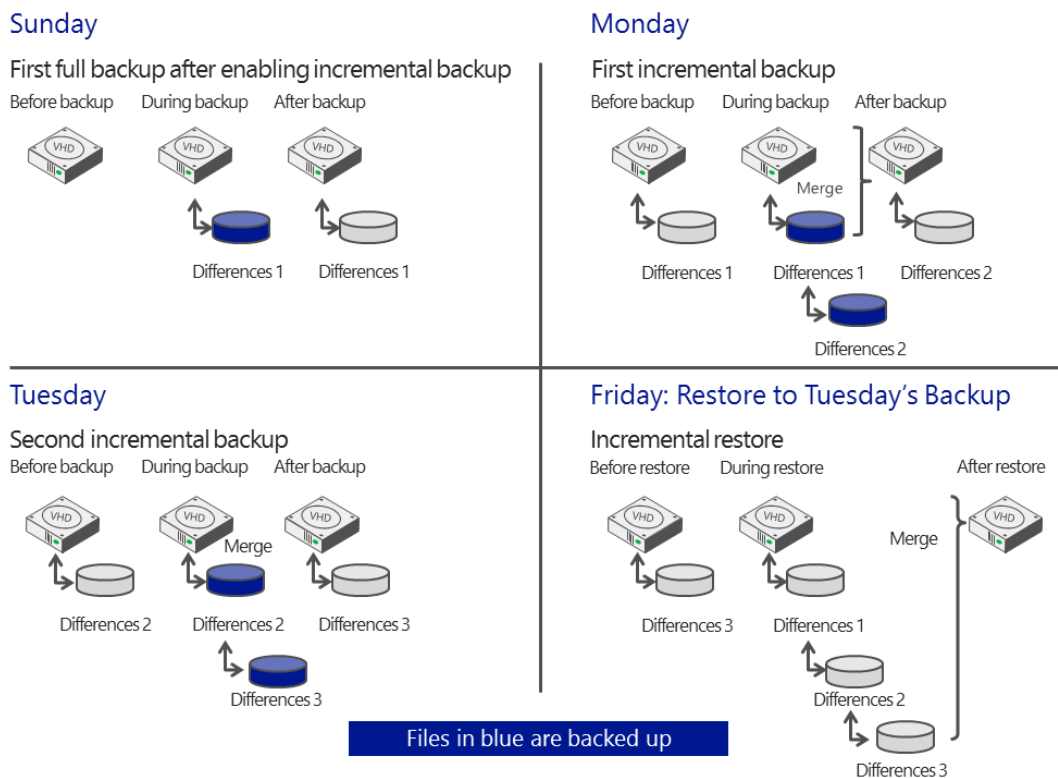 Sunday
First full backup after enabling incremental backup
Before backup
During backup
After backup
VHD
VHD
VHD
Differences 1
Differences 1
Monday
First incremental backup
Before backup
During backup
After backup
VHD
VHD
VHD
Merge
Differences 1
Differences 1
Differences 2
Differences 2
Tuesday
Second incremental backup
Before backup
During backup
After backup
VHD
VHD
VHD
Merge
Differences 2
Differences 2
Differences 3
Differences 3
Friday: Restore to Tuesday's Backup
Incremental restore
Before restore
During restore
After restore
VHD
VHD
VHD
Merge
Differences 3
Differences 1
Differences 2
Differences 3
Files in blue are backed up